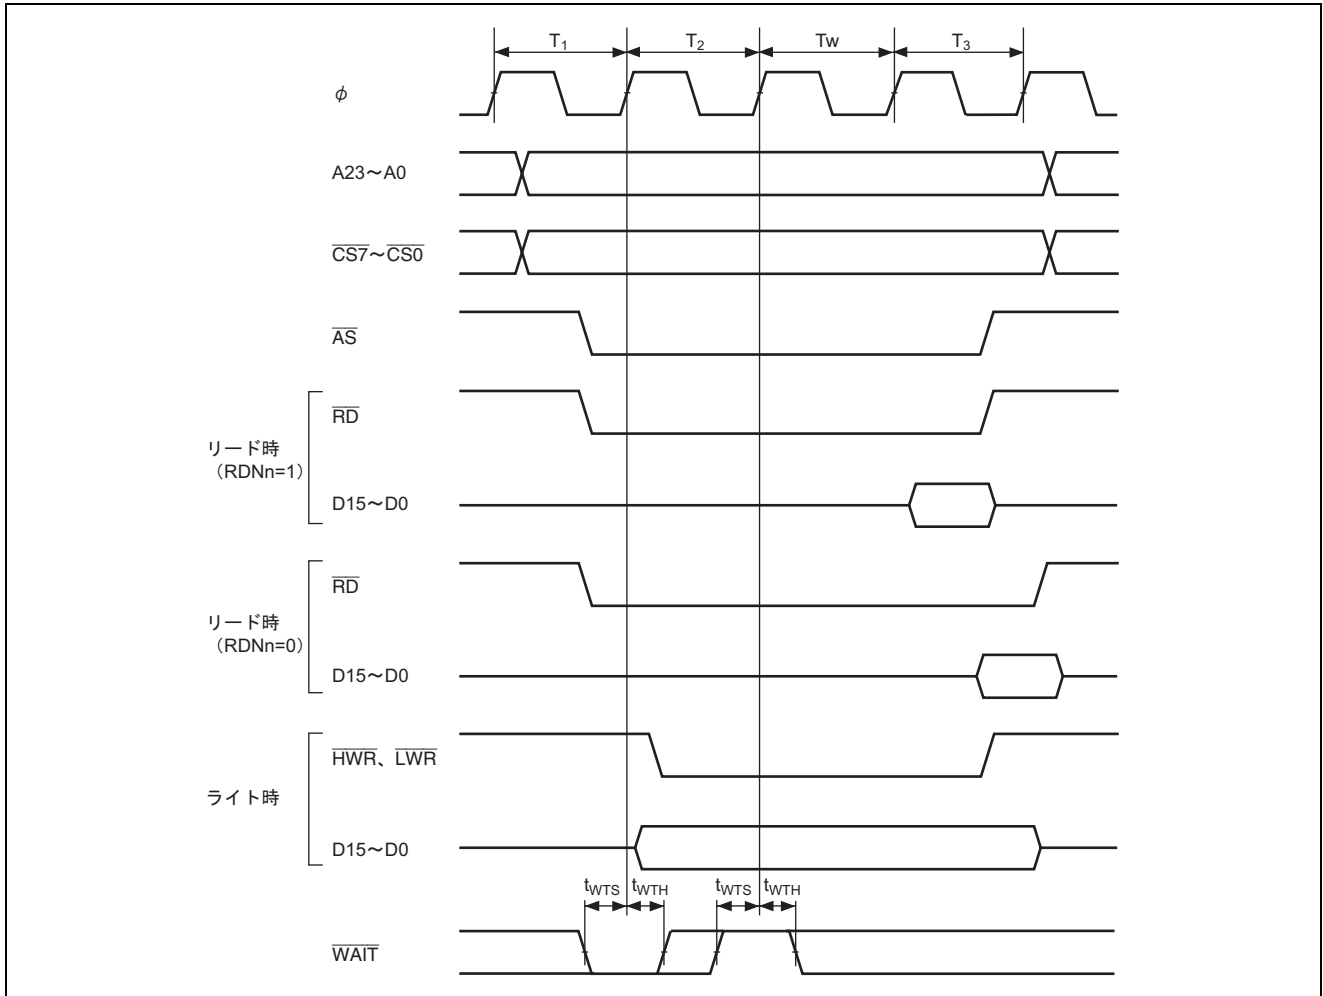 T1 T2 Tw T3
φ
A23〜A0
CS7〜CS0
AS
RD
リード時
（RDNn=1）
D15〜D0
RD
リード時
（RDNn=0）
D15〜D0
HWR、LWR
ライト時
D15〜D0
tWTS tWTH tWTS tWTH
WAIT